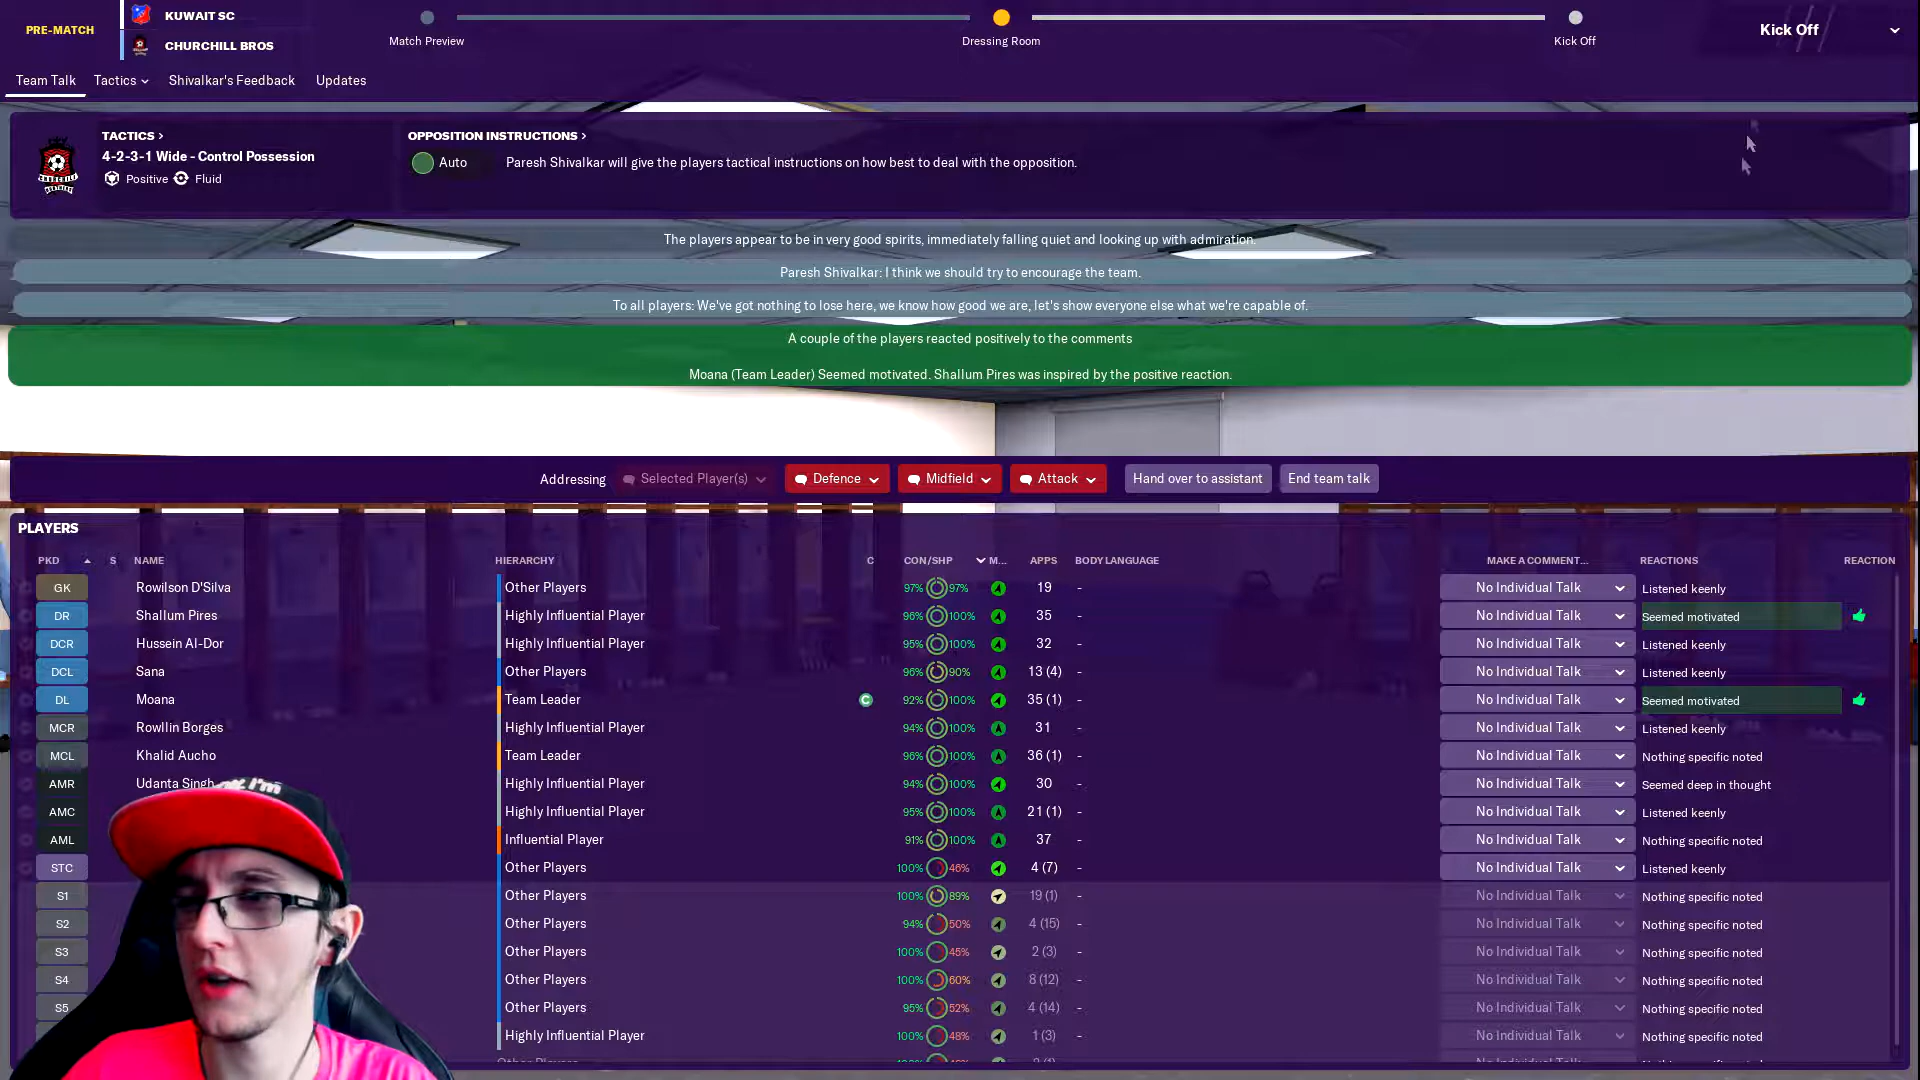 PRE-MATCH
KUWAIT SC
CHURCHILL BROS
Match Preview
Dressing Room
Kick Off
Kick Off
Team Talk Tactics Shivalkar's Feedback Updates
TACTICS >
4-2-3-1 Wide - Control Possession
Positive Fluid
OPPOSITION INSTRUCTIONS >
Auto Paresh Shivalkar will give the players tactical instructions on how best to deal with the opposition.
The players appear to be in very good spirits, immediately falling quiet and looking up with admiration.
Paresh Shivalkar: I think we should try to encourage the team.
To all players: We've got nothing to lose here, we know how good we are, let's show everyone else what we're capable of.
A couple of the players reacted positively to the comments
Moana (Team Leader) Seemed motivated. Shallum Pires was inspired by the positive reaction.
Addressing Selected Player(s) Defence Midfield Attack Hand over to assistant End team talk
PLAYERS
PKD S NAME HIERARCHY C CON/SHP M... APPS BODY LANGUAGE MAKE A COMMENT... REACTIONS REACTION
GK Rowilson D'Silva Other Players 97% 97% 19 - No Individual Talk Listened keenly
DR Shallum Pires Highly Influential Player 96% 100% 35 - No Individual Talk Seemed motivated
DCR Hussein Al-Dor Highly Influential Player 95% 100% 32 - No Individual Talk Listened keenly
DCL Sana Other Players 96% 90% 13 (4) - No Individual Talk Listened keenly
DL Moana Team Leader C 92% 100% 35 (1) - No Individual Talk Seemed motivated
MCR Rowllin Borges Highly Influential Player 94% 100% 31 - No Individual Talk Listened keenly
MCL Khalid Aucho Team Leader 96% 100% 36 (1) - No Individual Talk Nothing specific noted
AMR Udanta Singh Highly Influential Player 94% 100% 30 - No Individual Talk Seemed deep in thought
AMC Highly Influential Player 95% 100% 21 (1) - No Individual Talk Listened keenly
AML Influential Player 91% 100% 37 - No Individual Talk Nothing specific noted
STC Other Players 100% 46% 4 (7) - No Individual Talk Listened keenly
S1 Other Players 100% 89% 19 (1) - No Individual Talk Nothing specific noted
S2 Other Players 94% 50% 4 (15) - No Individual Talk Nothing specific noted
S3 Other Players 100% 45% 2 (3) - No Individual Talk Nothing specific noted
S4 Other Players 100% 60% 8 (12) - No Individual Talk Nothing specific noted
S5 Other Players 95% 52% 4 (14) - No Individual Talk Nothing specific noted
Highly Influential Player 100% 48% 1 (3) - No Individual Talk Nothing specific noted